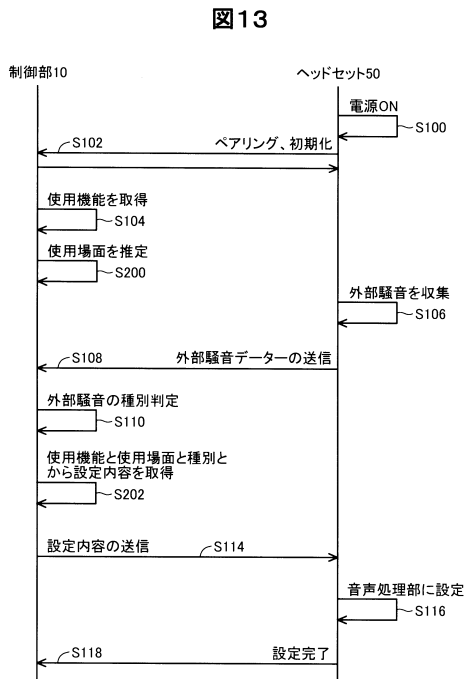 図13
制御部10
ヘッドセット50
電源ON
S100
S102
ペアリング、初期化
使用機能を取得
S104
使用場面を推定
S200
外部騒音を収集
S106
S108
外部騒音データーの送信
外部騒音の種別判定
S110
使用機能と使用場面と種別と
から設定内容を取得
S202
設定内容の送信
S114
音声処理部に設定
S116
S118
設定完了